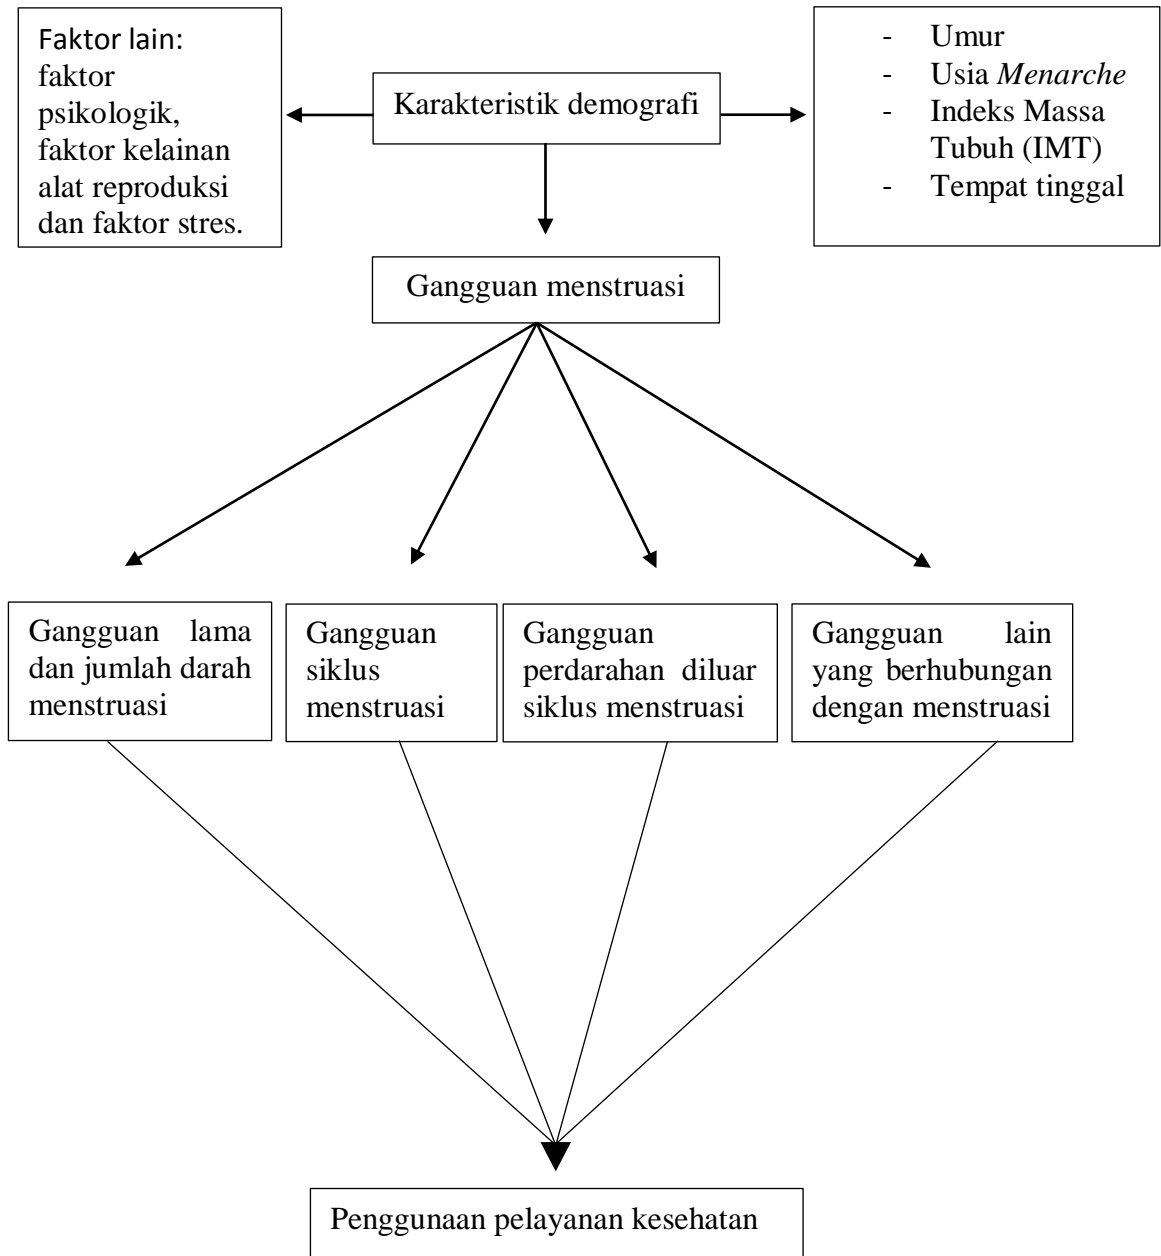 Faktor lain:
faktor
psikologik,
faktor kelainan
alat reproduksi
dan faktor stres.
Karakteristik demografi
- Umur
- Usia Menarche
- Indeks Massa
Tubuh (IMT)
- Tempat tinggal
Gangguan menstruasi
Gangguan lama
dan jumlah darah
menstruasi
Gangguan
siklus
menstruasi
Gangguan
perdarahan diluar
siklus menstruasi
Gangguan lain
yang berhubungan
dengan menstruasi
Penggunaan pelayanan kesehatan